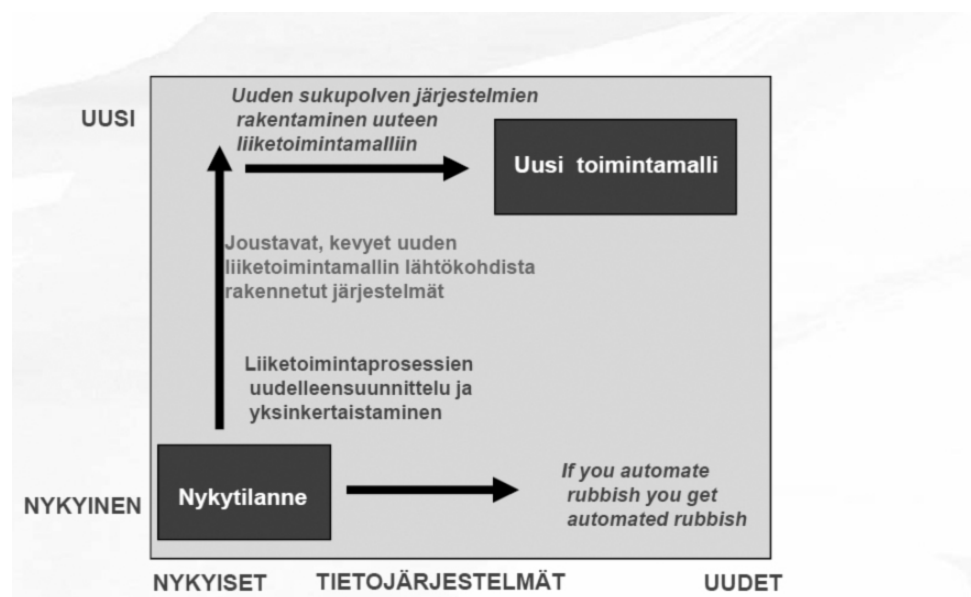 UUSI
Uuden sukupolven järjestelmien
rakentaminen uuteen
liiketoimintamalliin
Uusi toimintamalli
Joustavat, kevyet uuden
liiketoimintamallin lähtökohdista
rakennetut järjestelmät
Liiketoimintaprosessien
uudelleensuunnittelu ja
yksinkertaistaminen
Nykytilanne
If you automate
rubbish you get
automated rubbish
NYKYINEN
NYKYISET
TIETOJÄRJESTELMÄT
UUDET